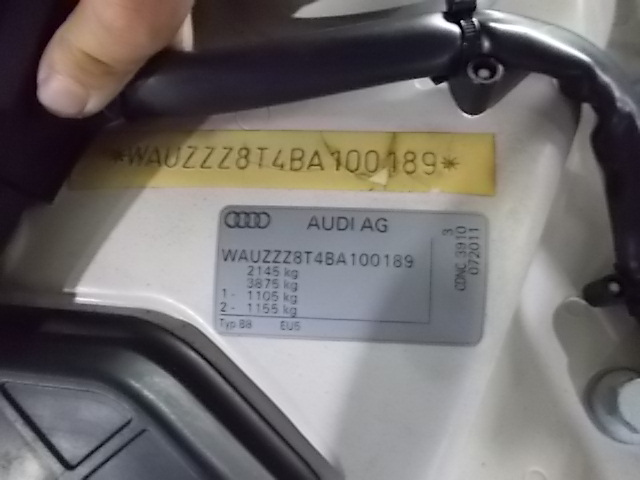 *WAUZZZ8T4BA100189*
AUDI AG
WAUZZZ8T4BA100189
2145 kg
3875 kg
1- 1105 kg
2- 1155 kg
Typ B8 EU5
3
CDNC 3910
072011